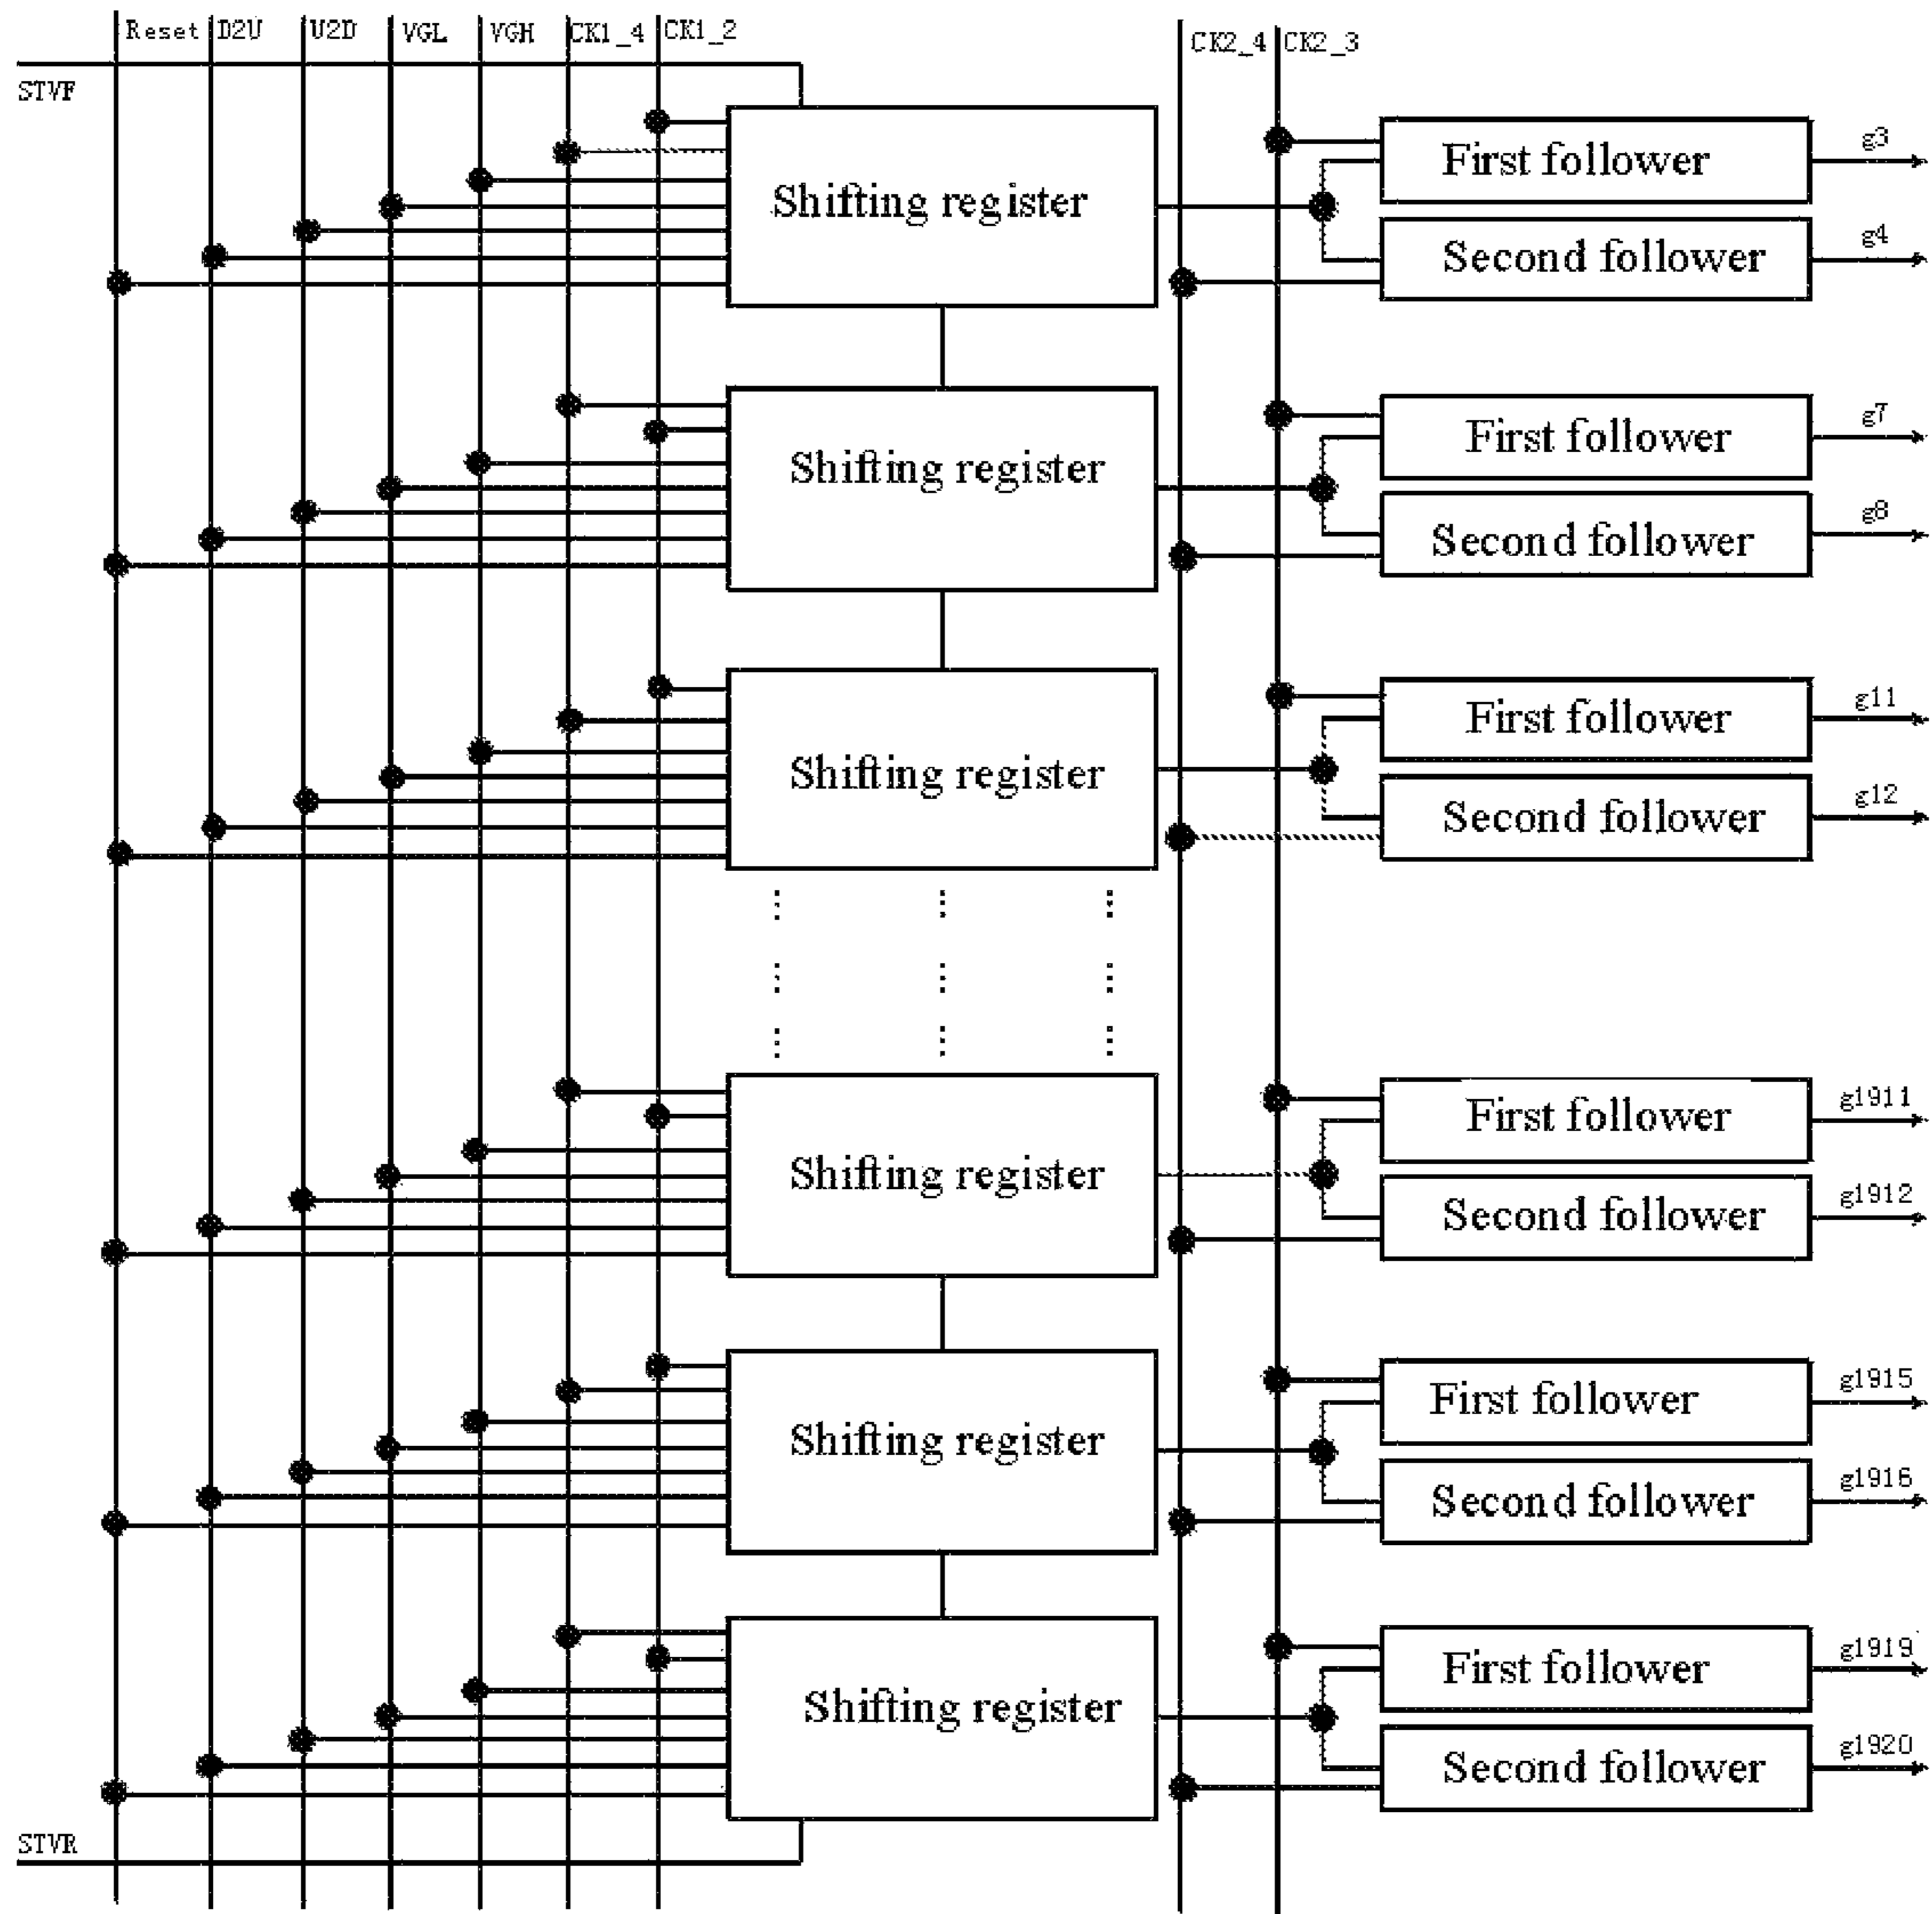 Reset D2U U2D VGL VGH CK1_4 CK1_2 CK2_4 CK2_3
STVF
Shifting register
First follower
g3
Second follower
g4
Shifting register
First follower
g7
Second follower
g8
Shifting register
First follower
g11
Second follower
g12
Shifting register
First follower
g1911
Second follower
g1912
Shifting register
First follower
g1915
Second follower
g1916
Shifting register
First follower
g1919
Second follower
g1920
STVR